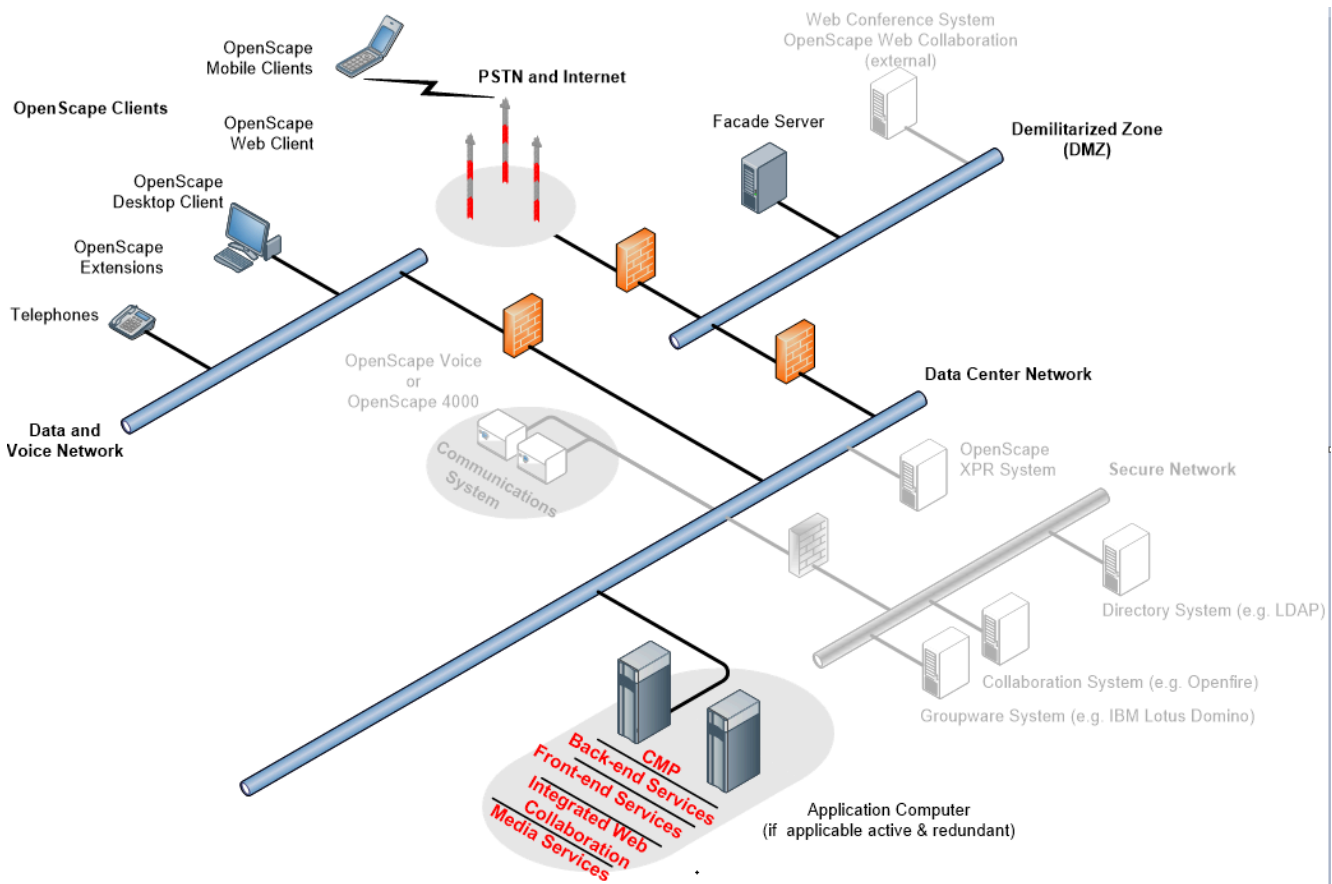 OpenScape
Mobile Clients
OpenScape Clients
OpenScape
Web Client
OpenScape
Desktop Client
OpenScape
Extensions
Telephones
Data and
Voice Network
PSTN and Internet
Web Conference System
OpenScape Web Collaboration
(external)
Facade Server
Demilitarized Zone
(DMZ)
OpenScape Voice
or
OpenScape 4000
Communications
System
Data Center Network
OpenScape
XPR System
Secure Network
Directory System (e.g. LDAP)
Collaboration System (e.g. Openfire)
Groupware System (e.g. IBM Lotus Domino)
CMP
Back-end Services
Front-end Services
Integrated Web
Collaboration
Media Services
Application Computer
(if applicable active & redundant)